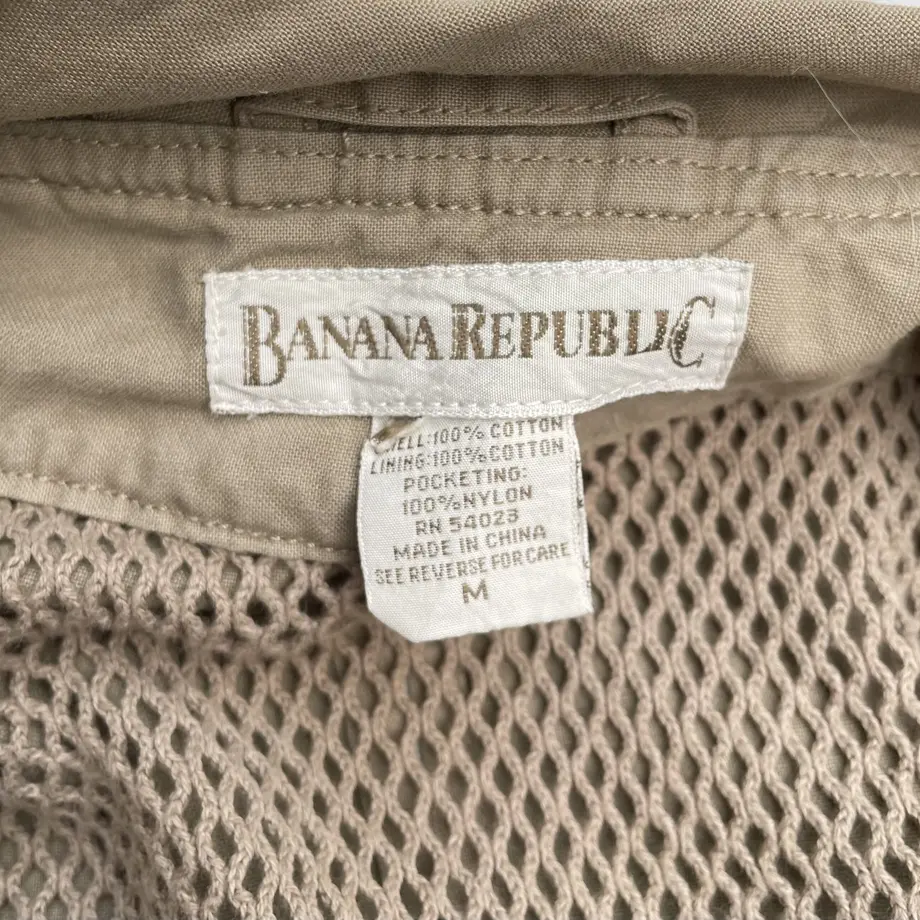 BANANA REPUBLIC
SHELL:100% COTTON
LINING:100%COTTON
POCKETING:
100%NYLON
RN 54023
MADE IN CHINA
SEE REVERSE FOR CARE
M